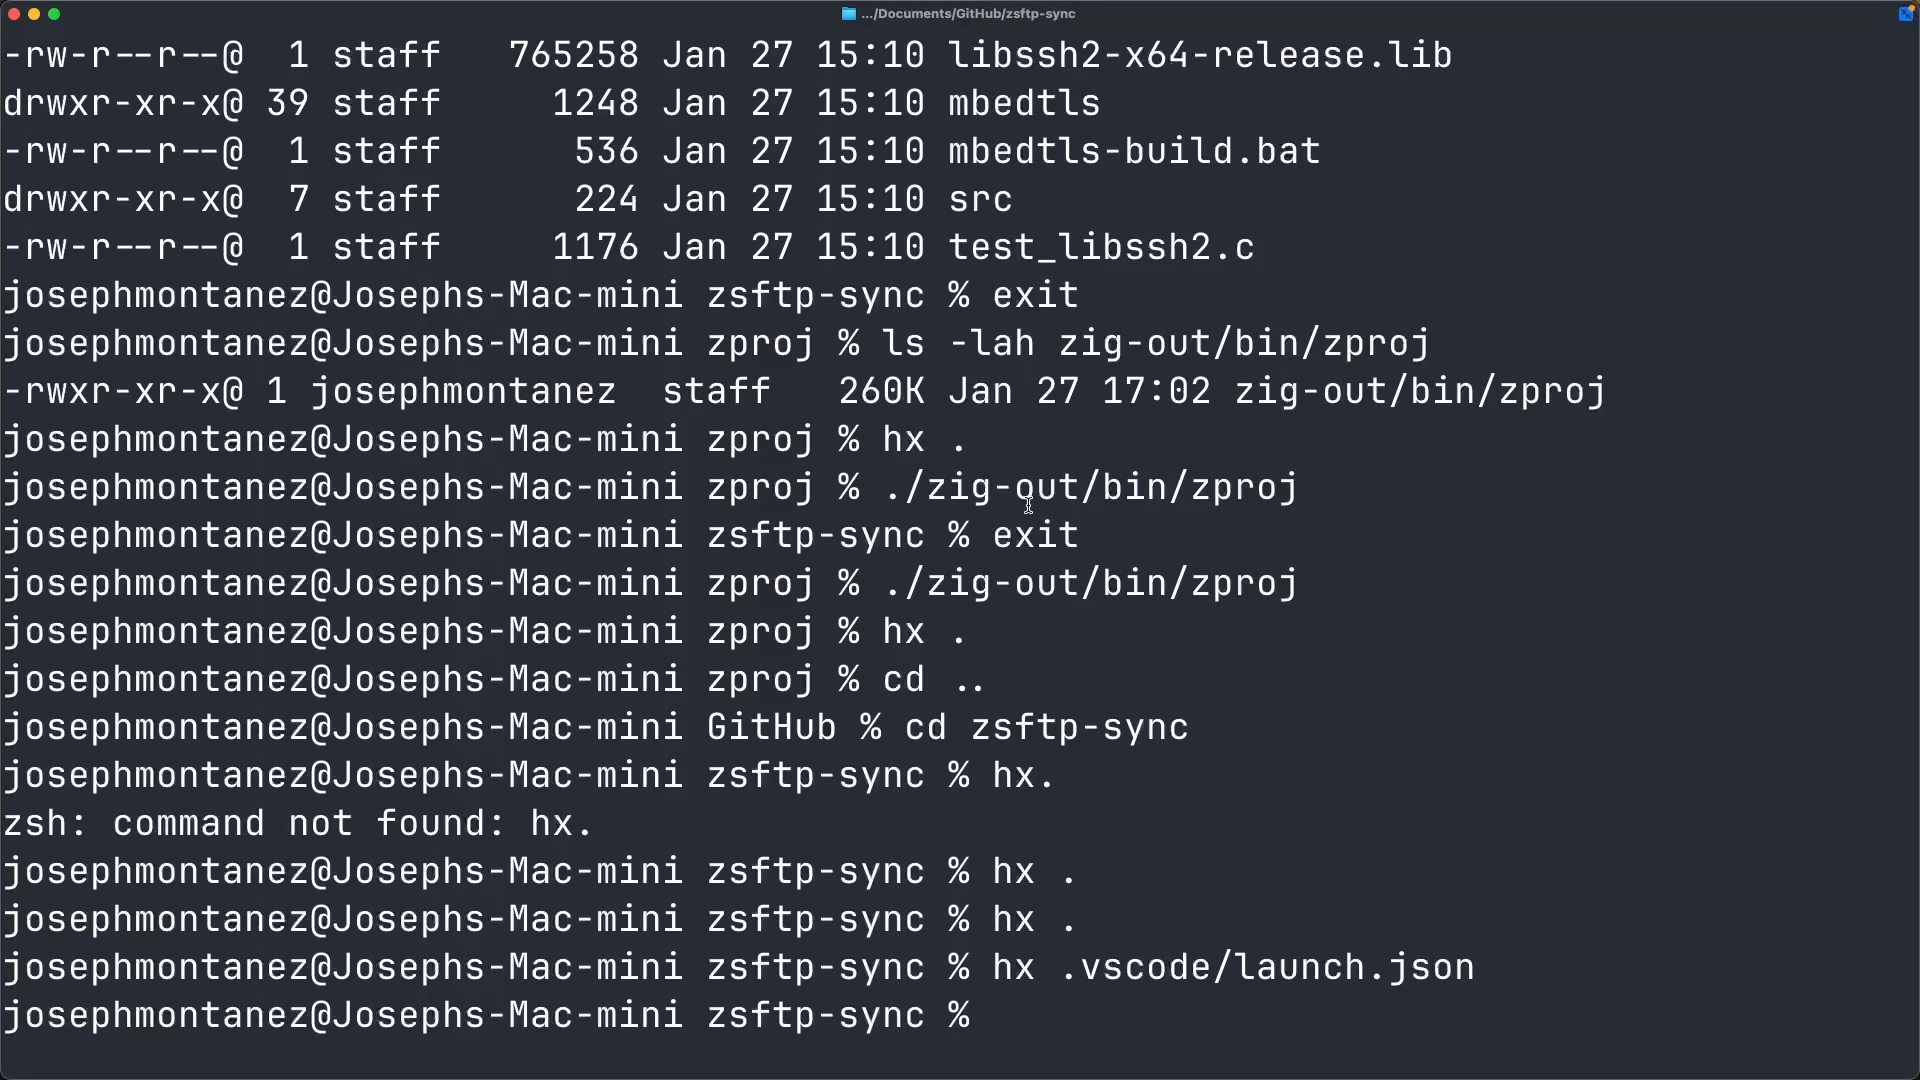 .../Documents/GitHub/zsftp-sync
-rw-r--r--@  1 staff   765258 Jan 27 15:10 libssh2-x64-release.lib
drwxr-xr-x@ 39 staff     1248 Jan 27 15:10 mbedtls
-rw-r--r--@  1 staff      536 Jan 27 15:10 mbedtls-build.bat
drwxr-xr-x@  7 staff      224 Jan 27 15:10 src
-rw-r--r--@  1 staff     1176 Jan 27 15:10 test_libssh2.c
josephmontanez@Josephs-Mac-mini zsftp-sync % exit
josephmontanez@Josephs-Mac-mini zproj % ls -lah zig-out/bin/zproj
-rwxr-xr-x@ 1 josephmontanez  staff   260K Jan 27 17:02 zig-out/bin/zproj
josephmontanez@Josephs-Mac-mini zproj % hx .
josephmontanez@Josephs-Mac-mini zproj % ./zig-out/bin/zproj
josephmontanez@Josephs-Mac-mini zsftp-sync % exit
josephmontanez@Josephs-Mac-mini zproj % ./zig-out/bin/zproj
josephmontanez@Josephs-Mac-mini zproj % hx .
josephmontanez@Josephs-Mac-mini zproj % cd ..
josephmontanez@Josephs-Mac-mini GitHub % cd zsftp-sync
josephmontanez@Josephs-Mac-mini zsftp-sync % hx.
zsh: command not found: hx.
josephmontanez@Josephs-Mac-mini zsftp-sync % hx .
josephmontanez@Josephs-Mac-mini zsftp-sync % hx .
josephmontanez@Josephs-Mac-mini zsftp-sync % hx .vscode/launch.json
josephmontanez@Josephs-Mac-mini zsftp-sync %